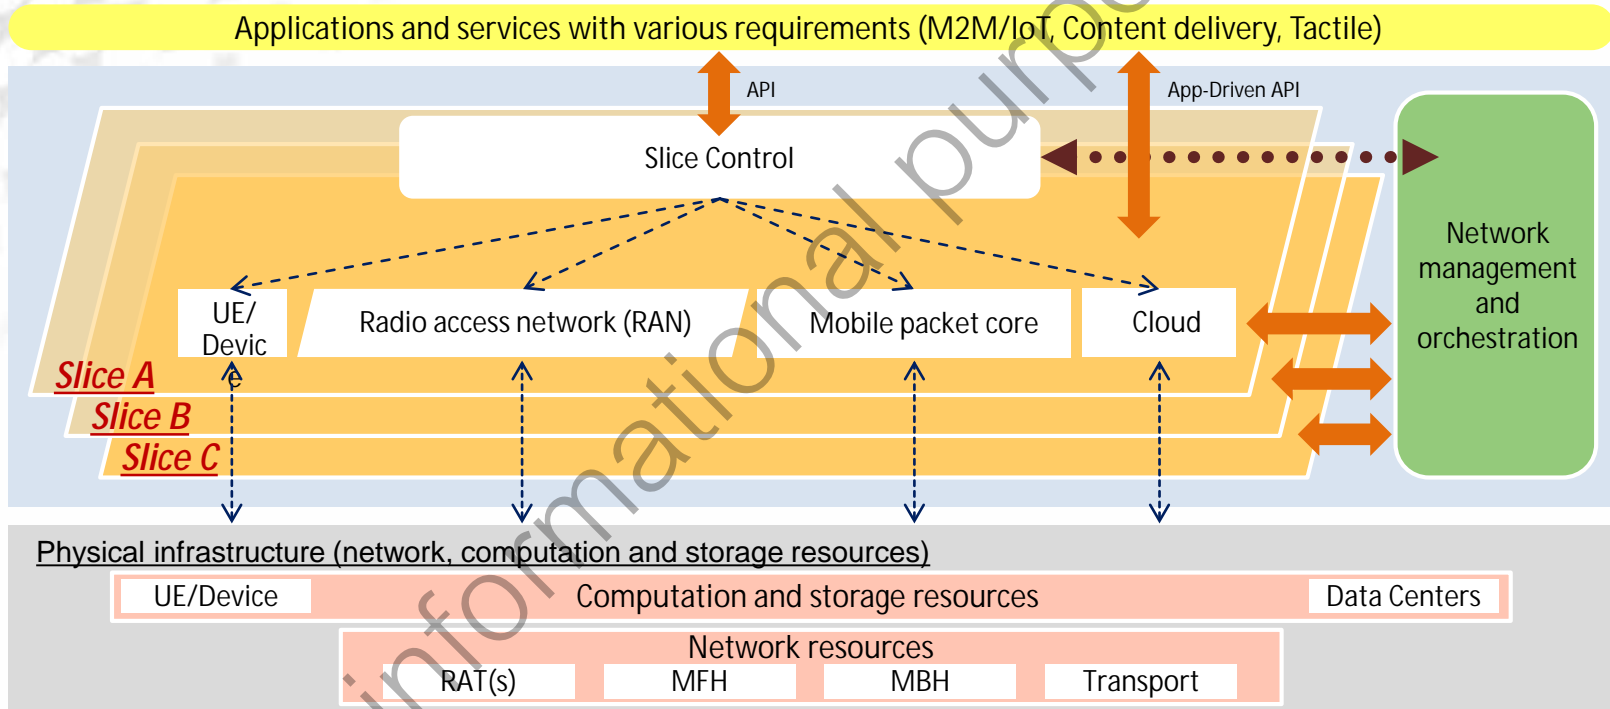 Applications and services with various requirements (M2M/IoT, Content delivery, Tactile)
API
App-Driven API
Slice Control
Network
management
and
orchestration
UE/
Devic
e
Radio access network (RAN)
Mobile packet core
Cloud
Slice A
Slice B
Slice C
Physical infrastructure (network, computation and storage resources)
UE/Device
Computation and storage resources
Data Centers
Network resources
RAT(s)
MFH
MBH
Transport
informational purpo